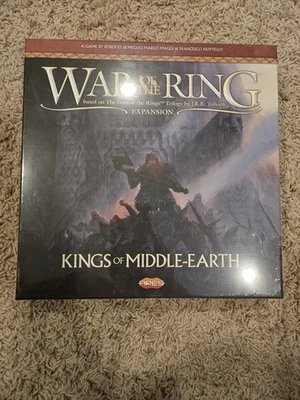 A GAME BY ROBERTO DI MEGLIO, MARCO MAGGI & FRANCESCO NEPITELLO
WAR OF THE RING
based on The Lord of the Rings™ Trilogy by J.R.R. Tolkien
EXPANSION
KINGS OF MIDDLE-EARTH
ARES